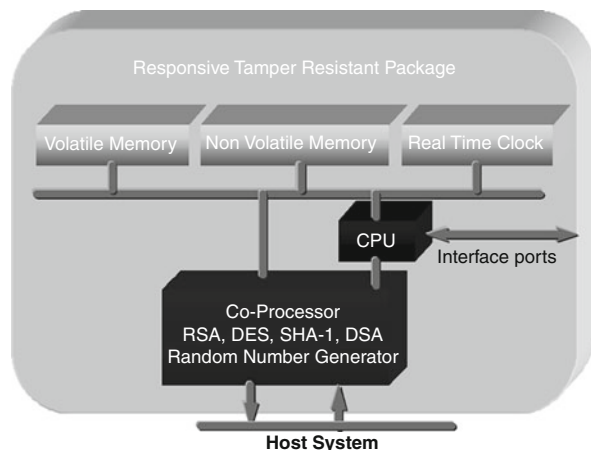 Responsive Tamper Resistant Package
Volatile Memory
Non Volatile Memory
Real Time Clock
CPU
Interface ports
Co-Processor
RSA, DES, SHA-1, DSA
Random Number Generator
Host System